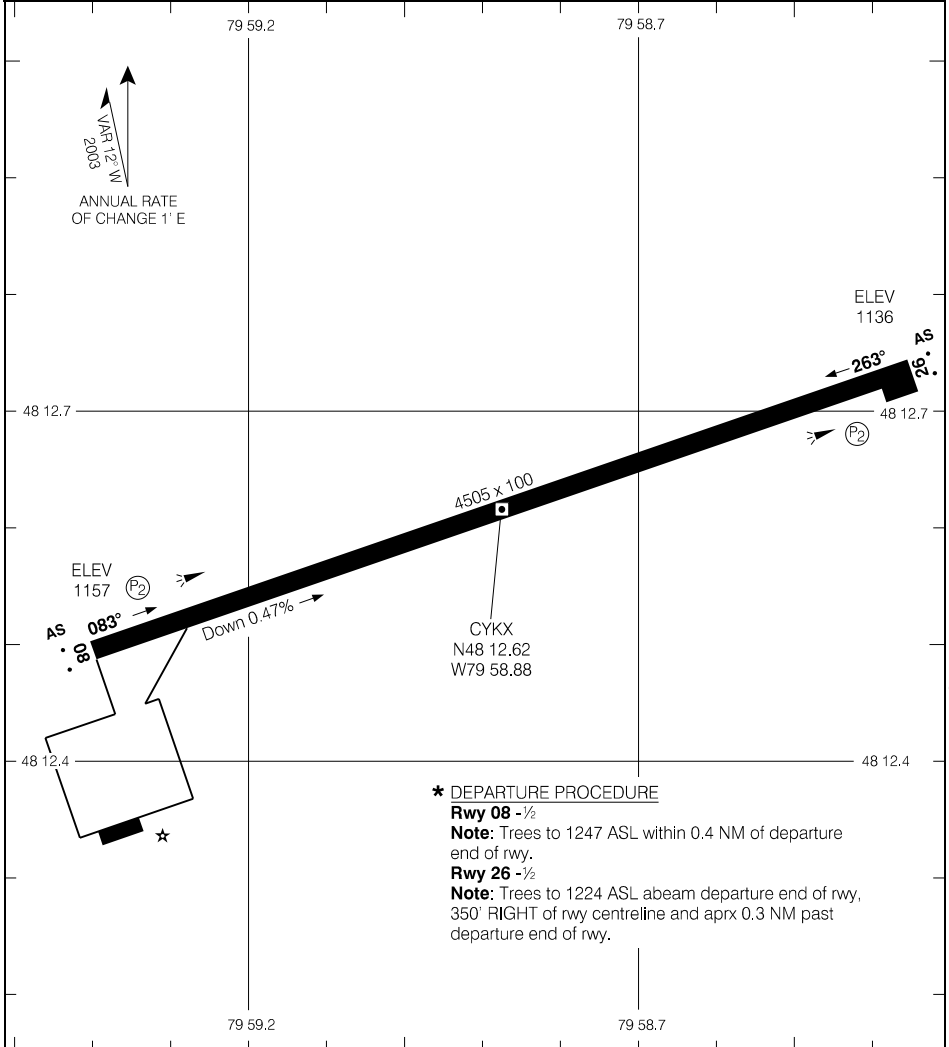 79 59.2
79 58.7
VAR 12° W
2003
ANNUAL RATE
OF CHANGE 1' E
ELEV
1136
AS
263°
26
48 12.7
48 12.7
P2
4505 x 100
ELEV
1157
P2
083°
AS
08
Down 0.47%
CYKX
N48 12.62
W79 58.88
48 12.4
48 12.4
* DEPARTURE PROCEDURE
Rwy 08 -½
Note: Trees to 1247 ASL within 0.4 NM of departure
end of rwy.
Rwy 26 -½
Note: Trees to 1224 ASL abeam departure end of rwy,
350' RIGHT of rwy centreline and aprx 0.3 NM past
departure end of rwy.
79 59.2
79 58.7